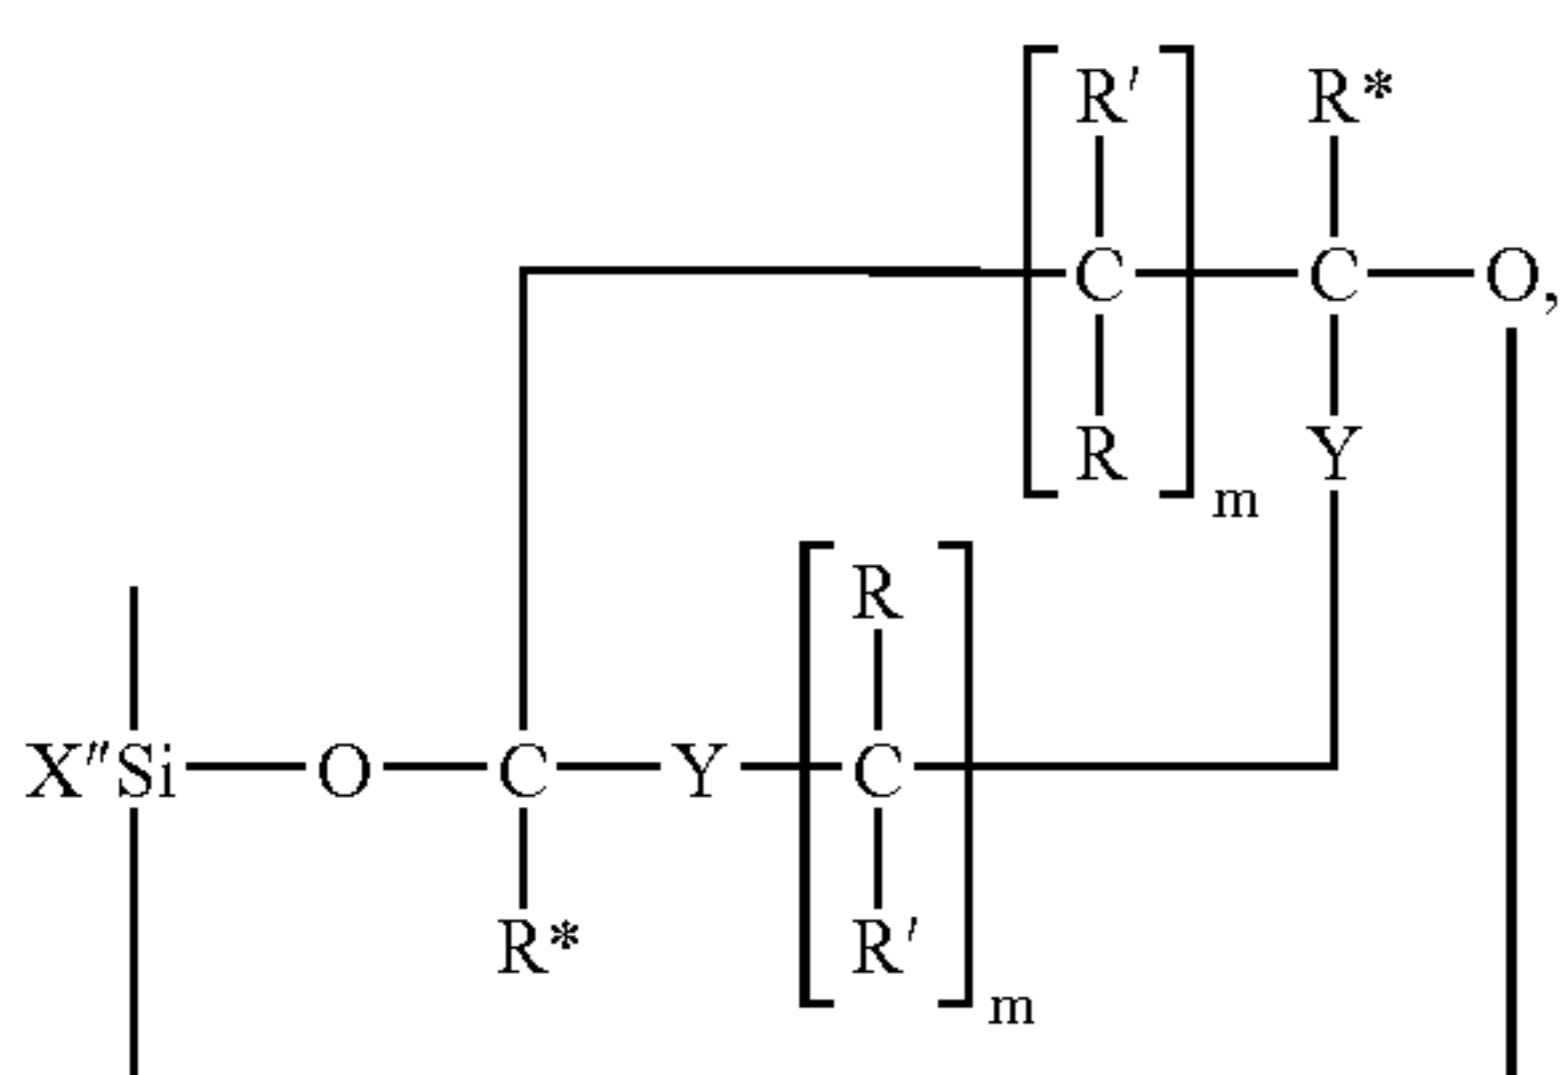 R′ R*
C C O,
R Y
m
R
X″Si O C Y C
R* R′
m